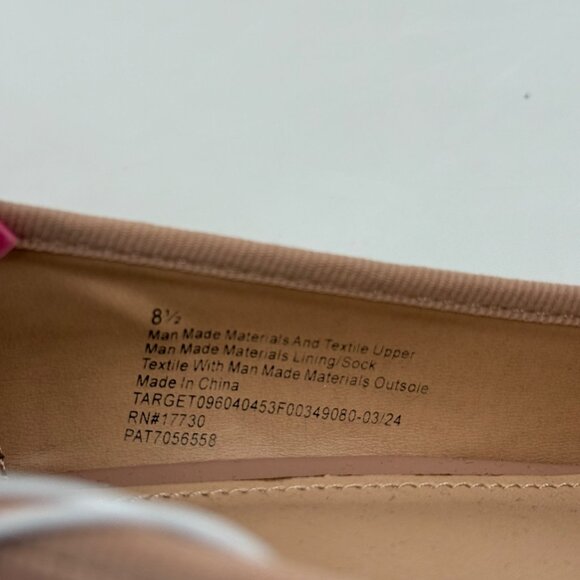 8½
Man Made Materials And Textile Upper
Man Made Materials Lining/Sock
Textile With Man Made Materials Outsole
Made In China
TARGET096040453F00349080-03/24
RN#17730
PAT7056558